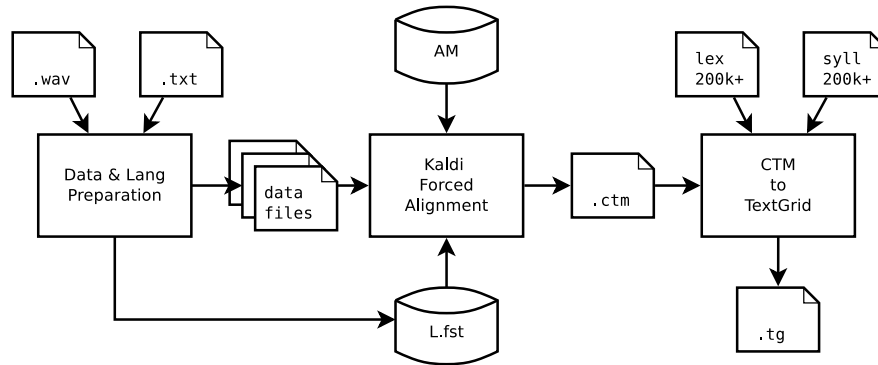 .wav
.txt
AM
lex
200k+
syll
200k+
Data & Lang
Preparation
data
files
Kaldi
Forced
Alignment
.ctm
CTM
to
TextGrid
L.fst
.tg